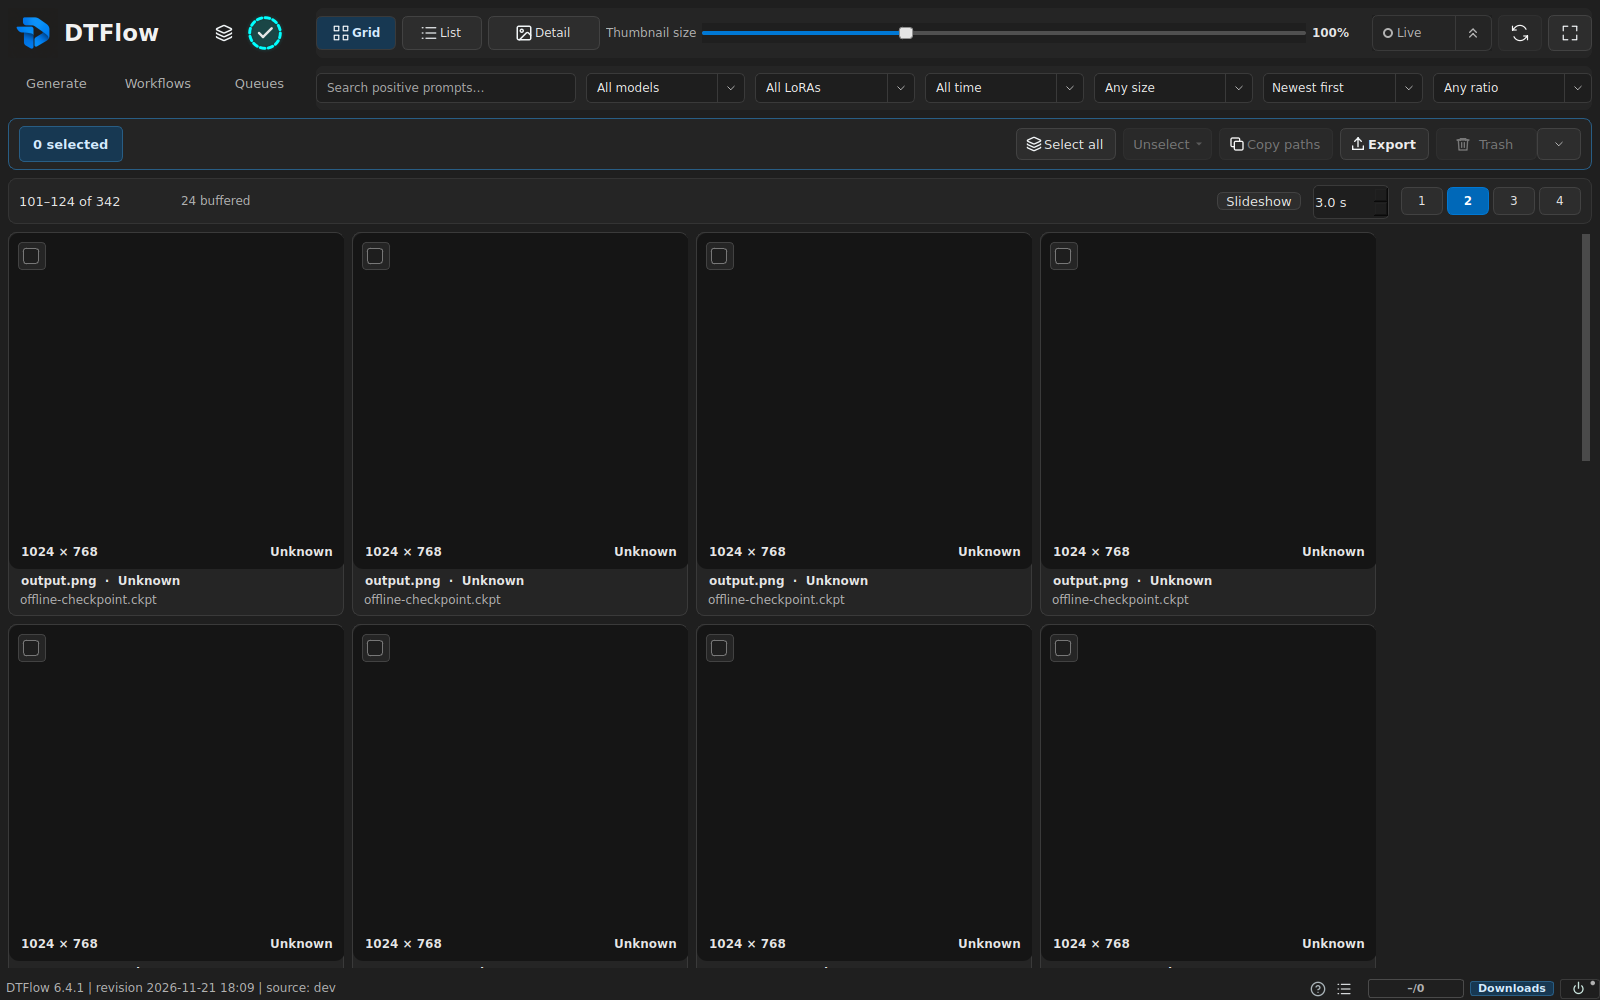 DTFlow
Grid List Detail Thumbnail size 100% Live
Generate Workflows Queues
Search positive prompts... All models All LoRAs All time Any size Newest first Any ratio
0 selected Select all Unselect Copy paths Export Trash
101–124 of 342 24 buffered Slideshow 3.0 s 1 2 3 4
1024 × 768 Unknown 1024 × 768 Unknown 1024 × 768 Unknown 1024 × 768 Unknown
output.png · Unknown output.png · Unknown output.png · Unknown output.png · Unknown
offline-checkpoint.ckpt offline-checkpoint.ckpt offline-checkpoint.ckpt offline-checkpoint.ckpt
1024 × 768 Unknown 1024 × 768 Unknown 1024 × 768 Unknown 1024 × 768 Unknown
DTFlow 6.4.1 | revision 2026-11-21 18:09 | source: dev –/0 Downloads